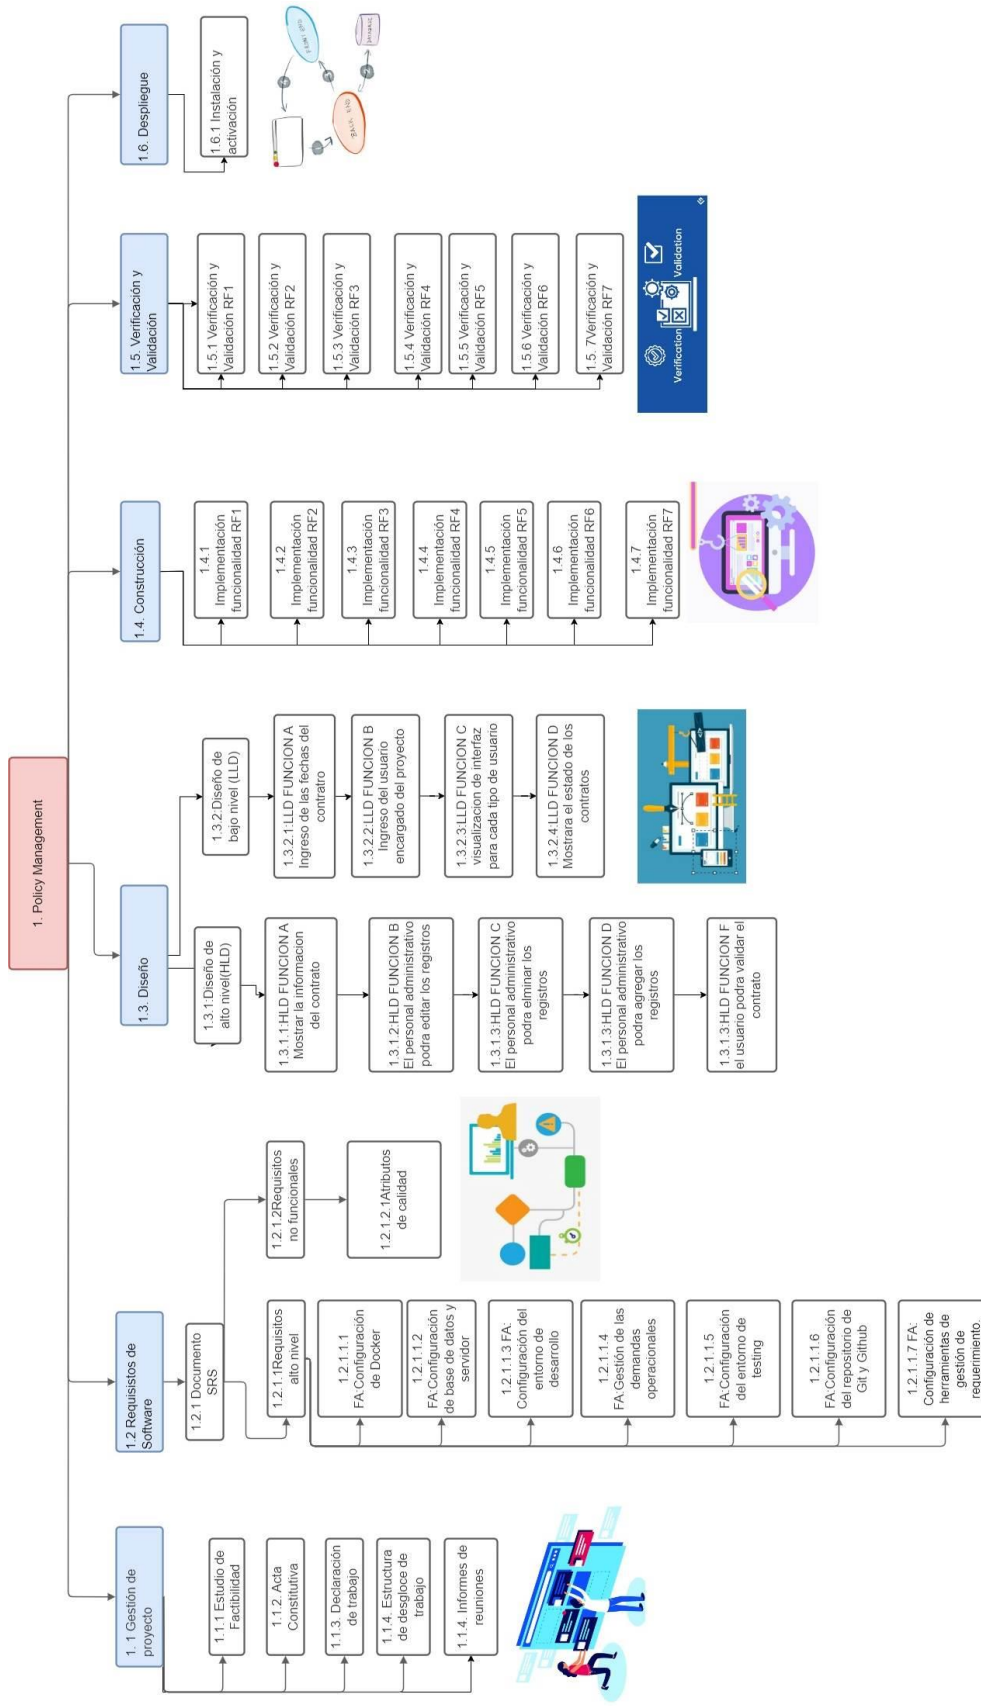 1. Policy Management
1. 1 Gestión de
proyecto
1.1.1 Estudio de
Factibilidad
1.1.2. Acta
Constitutiva
1.1.3. Declaración
de trabajo
1.1.4. Estructura
de desgloce de
trabajo
1.1.4. Informes de
reuniones
1.2 Requisistos de
Software
1.2.1 Documento
SRS
1.2.1.1Requisitos
alto nivel
1.2.1.1.1
FA:Configuración
de Docker
1.2.1.1.2
FA:Configuración
de base de datos y
servidor
1.2.1.1.3 FA:
Configuración del
entorno de
desarrollo
1.2.1.1.4
FA:Gestión de las
demandas
operacionales
1.2.1.1.5
FA:Configuración
del entorno de
testing
1.2.1.1.6
FA:Configuración
del repositorio de
Git y Github
1.2.1.1.7 FA:
Configuración de
herramientas de
gestión de
requerimiento.
1.2.1.2Requisitos
no funcionales
1.2.1.2.1Atributos
de calidad
1.3. Diseño
1.3.1:Diseño de
alto nivel(HLD)
1.3.1.1:HLD FUNCION A
Mostrar la informacion
del contrato
1.3.1.2:HLD FUNCION B
El personal administrativo
podra editar los registros
1.3.1.3:HLD FUNCION C
El personal administrativo
podra elminar los
registros
1.3.1.3:HLD FUNCION D
El personal administrativo
podra agregar los
registros
1.3.1.3:HLD FUNCION F
el usuario podra validar el
contrato
1.3.2:Diseño de
bajo nivel (LLD)
1.3.2.1:LLD FUNCION A
Ingreso de las fechas del
contratro
1.3.2.2:LLD FUNCION B
Ingreso del usuario
encargado del proyecto
1.3.2.3:LLD FUNCION C
visualizacion de interfaz
para cada tipo de usuario
1.3.2.4:LLD FUNCION D
Mostrara al estado de los
contratos
1.4. Construcción
1.4.1
Implementación
funcionalidad RF1
1.4.2
Implementación
funcionalidad RF2
1.4.3
Implementación
funcionalidad RF3
1.4.4
Implementación
funcionalidad RF4
1.4.5
Implementación
funcionalidad RF5
1.4.6
Implementación
funcionalidad RF6
1.4.7
Implementación
funcionalidad RF7
1.5. Verificación y
Validación
1.5.1 Verificación y
Validación RF1
1.5.2 Verificación y
Validación RF2
1.5.3 Verificación y
Validación RF3
1.5.4 Verificación y
Validación RF4
1.5.5 Verificación y
Validación RF5
1.5.6 Verificación y
Validación RF6
1.5. 7Verificación y
Validación RF7
Verification
Validation
1.6. Despliegue
1.6.1 Instalación y
activación
FRONT END
BACK END
DATABASE